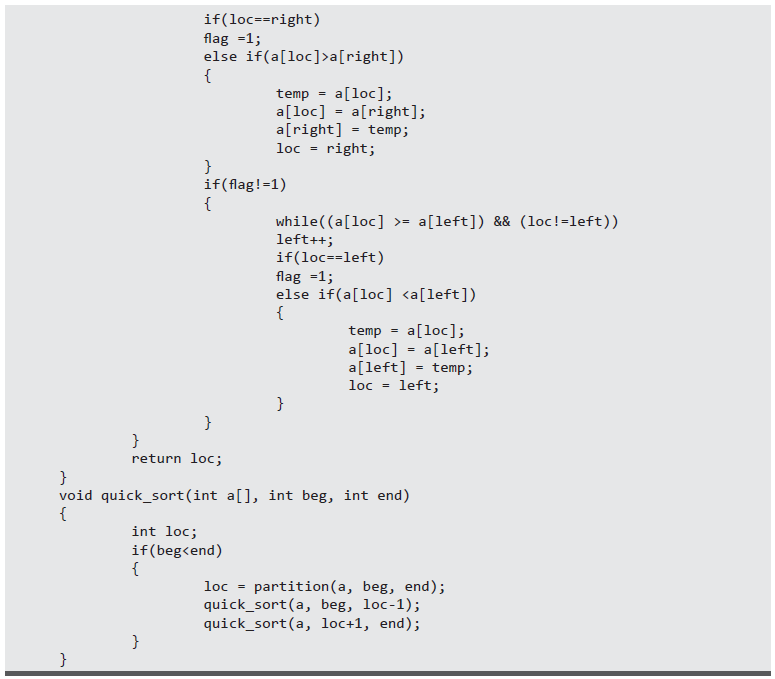 if(loc==right)
flag =1;
else if(a[loc]>a[right])
{
temp = a[loc];
a[loc] = a[right];
a[right] = temp;
loc = right;
}
if(flag!=1)
{
while((a[loc] >= a[left]) && (loc!=left))
left++;
if(loc==left)
flag =1;
else if(a[loc] <a[left])
{
temp = a[loc];
a[loc] = a[left];
a[left] = temp;
loc = left;
}
}
}
return loc;
}
void quick_sort(int a[], int beg, int end)
{
int loc;
if(beg<end)
{
loc = partition(a, beg, end);
quick_sort(a, beg, loc-1);
quick_sort(a, loc+1, end);
}
}